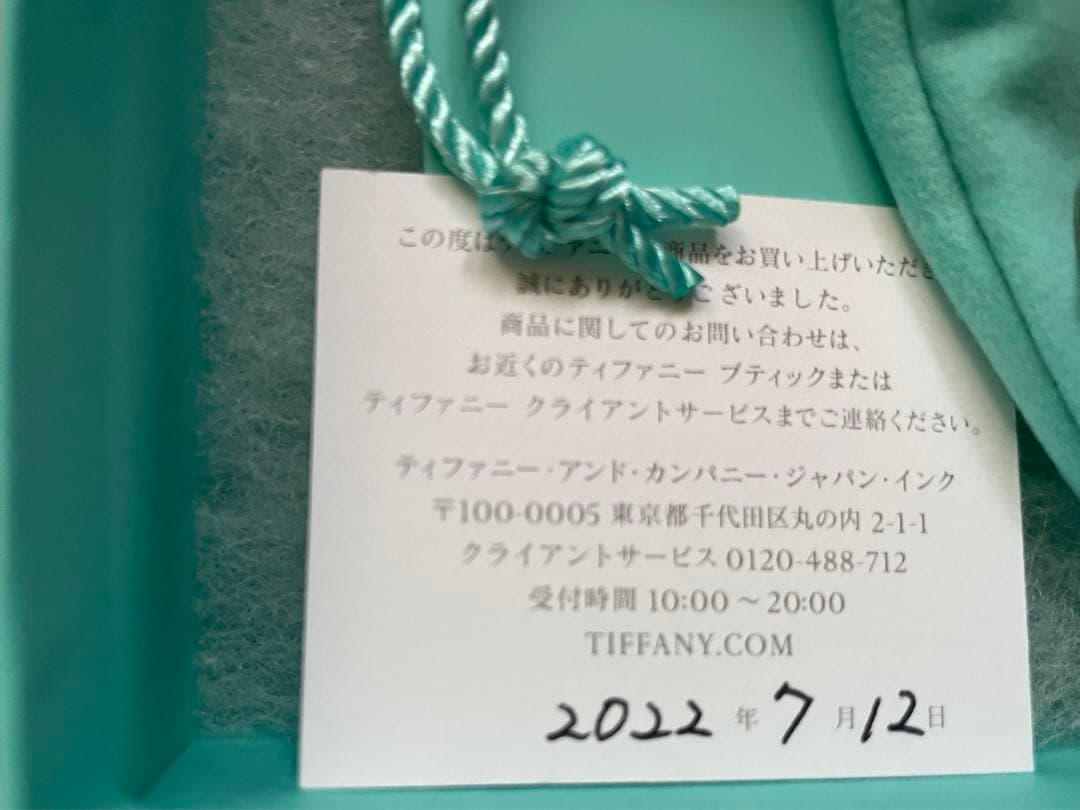 この度は 商品をお買い上げいただき
誠にありがとうございました。
商品に関してのお問い合わせは、
お近くのティファニー ブティックまたは
ティファニー クライアントサービスまでご連絡ください。
ティファニー・アンド・カンパニー・ジャパン・インク
〒100-0005 東京都千代田区丸の内 2-1-1
クライアントサービス 0120-488-712
受付時間 10:00 ～ 20:00
TIFFANY.COM
2022 年 7 月 12 日